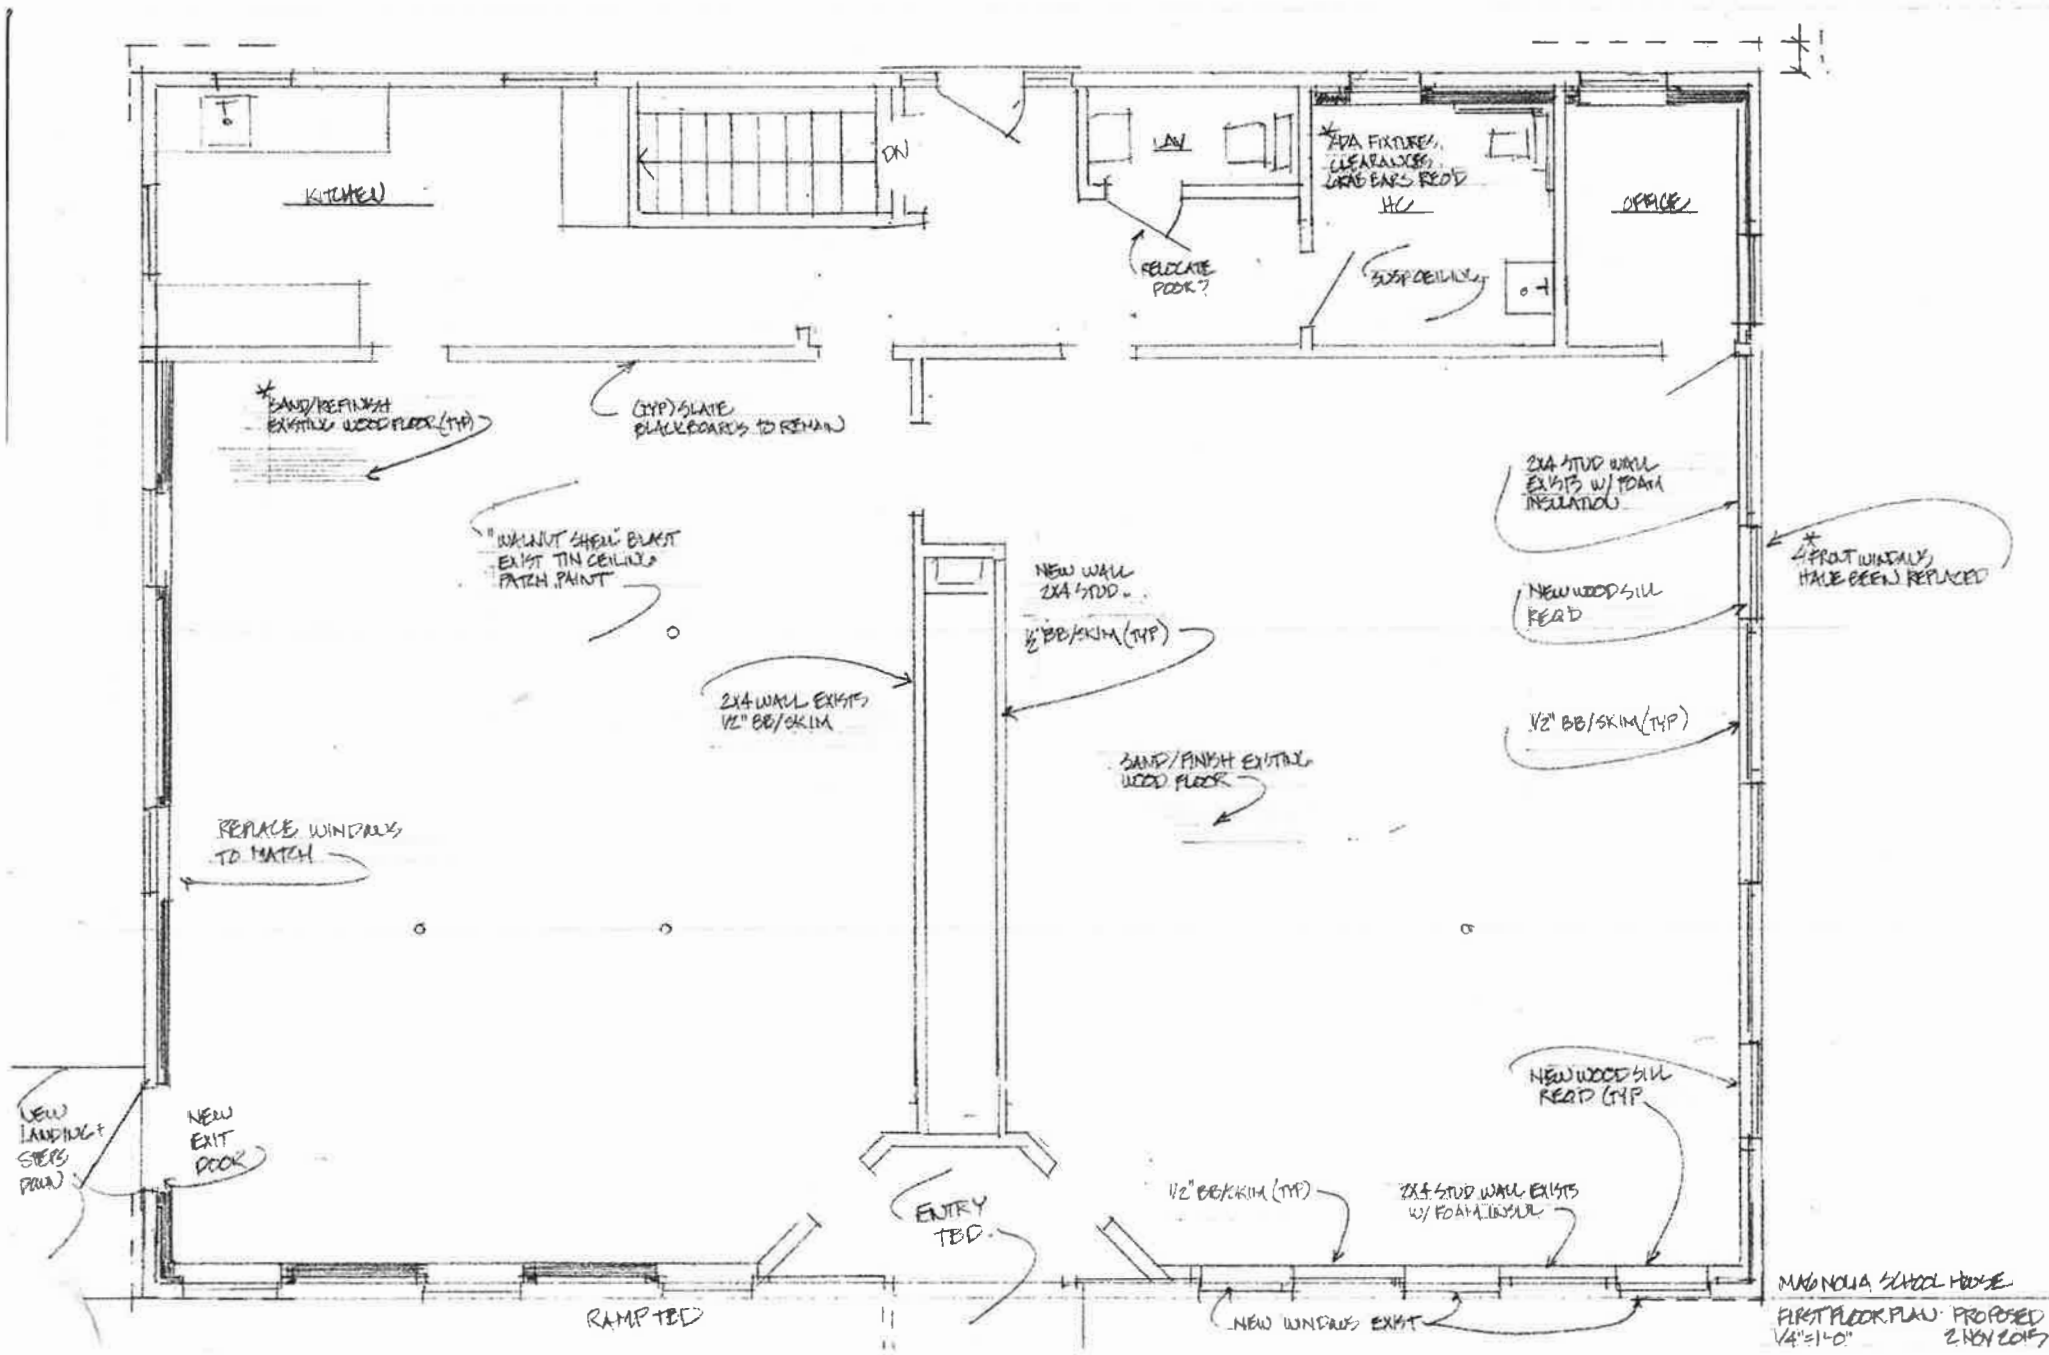 DN
LAV
* ADA FIXTURES,
CLEARANCES,
GRAB BARS REQ'D
HC
KITCHEN
OFFICE
RELOCATE
DOOR?
SUSP CEILING
* SAND/REFINISH
EXISTING WOOD FLOOR (TYP)
(TYP) SLATE
BLACKBOARDS TO REMAIN
2X4 STUD WALL
EXISTS W/ FOAM
INSULATION
"WALNUT SHELL" BLAST
EXIST TIN CEILING
PATCH, PAINT
NEW WALL
2X4 STUD
1/2" BB/SKIM (TYP)
* 4 FRONT WINDOWS
HAVE BEEN REPLACED
NEW WOOD SILL
REQ'D
2X4 WALL EXISTS
1/2" BB/SKIM
1/2" BB/SKIM (TYP)
SAND/FINISH EXISTING
WOOD FLOOR
REPLACE WINDOWS
TO MATCH
NEW
LANDING +
STEPS
DOWN
NEW
EXIT
DOOR
NEW WOOD SILL
REQ'D (TYP
ENTRY
TBD
1/2" BB/SKIM (TYP)
2X4 STUD WALL EXISTS
W/ FOAM INSUL
RAMP TBD
NEW WINDOWS EXIST
MAGNOLIA SCHOOL HOUSE
FIRST FLOOR PLAN - PROPOSED
1/4"=1'-0" 2 NOV 2015